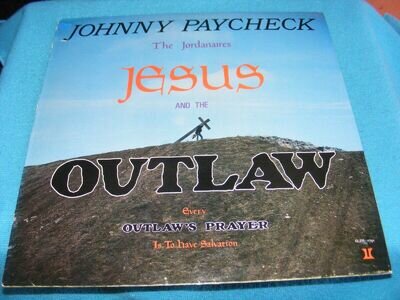 JOHNNY PAYCHECK
The Jordanaires
JESUS
AND THE
OUTLAW
Every
OUTLAW'S PRAYER
Is To Have Salvation